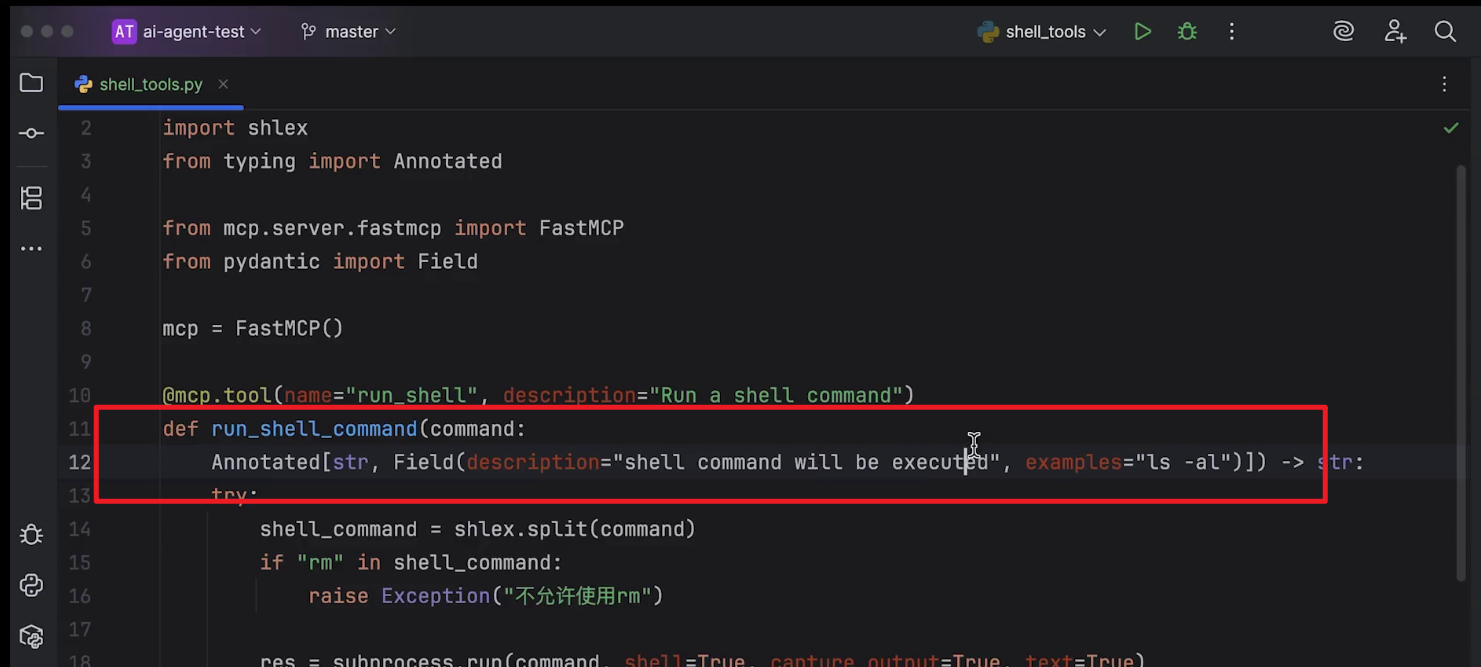 AT ai-agent-test master shell_tools
shell_tools.py
2 import shlex
3 from typing import Annotated
4
5 from mcp.server.fastmcp import FastMCP
6 from pydantic import Field
7
8 mcp = FastMCP()
9
10 @mcp.tool(name="run_shell", description="Run a shell command")
11 def run_shell_command(command:
12 Annotated[str, Field(description="shell command will be executed", examples="ls -al")]) -> str:
13 try:
14 shell_command = shlex.split(command)
15 if "rm" in shell_command:
16 raise Exception("不允许使用rm")
17
18 res = subprocess.run(command, shell=True, capture_output=True, text=True)